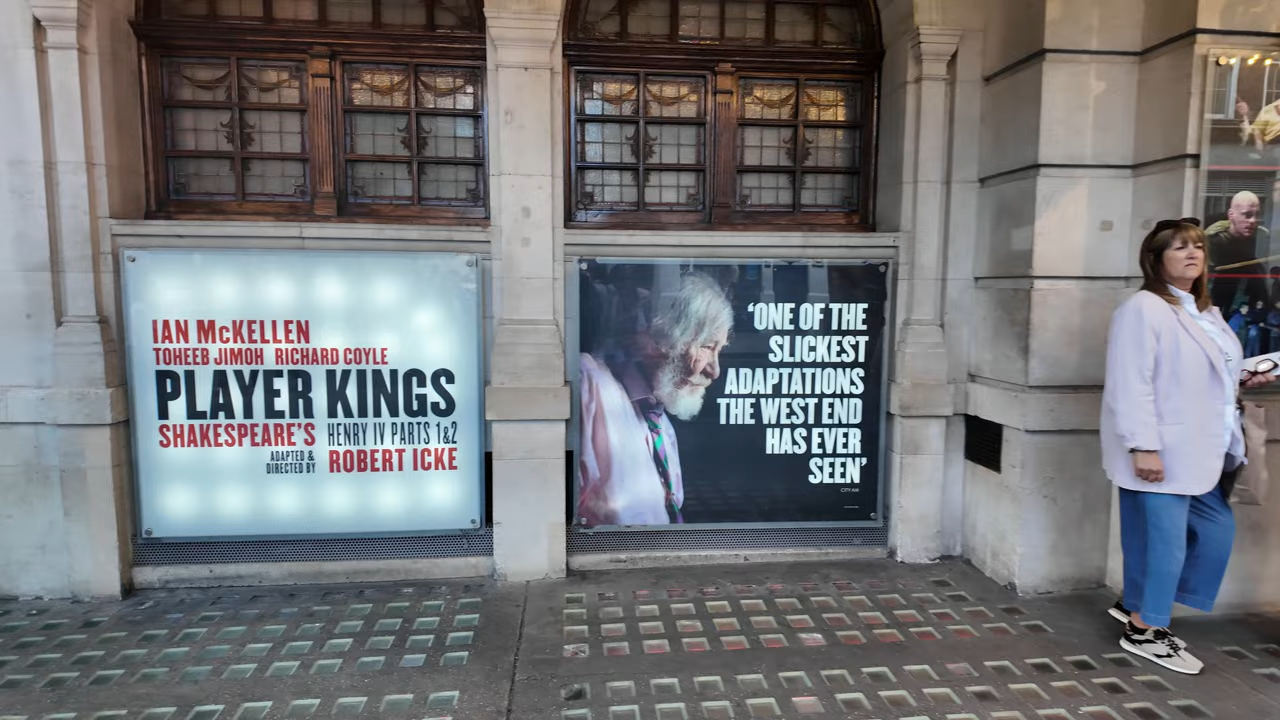 IAN McKELLEN
TOHEEB JIMOH RICHARD COYLE
PLAYER KINGS
SHAKESPEARE'S HENRY IV PARTS 1&2
ADAPTED &
DIRECTED BY
ROBERT ICKE
'ONE OF THE
SLICKEST
ADAPTATIONS
THE WEST END
HAS EVER
SEEN'
CITY AM